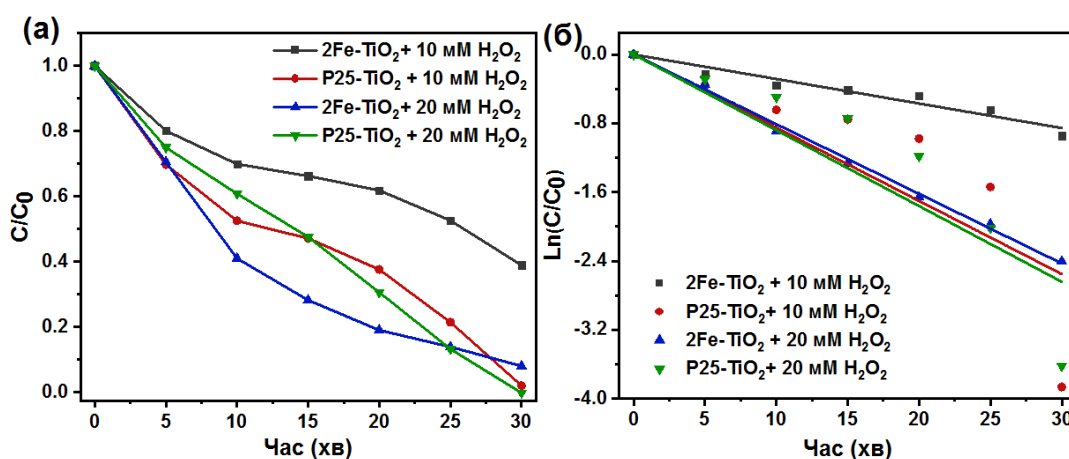 (а)
2Fe-TiO₂+ 10 мМ H₂O₂
P25-TiO₂ + 10 мМ H₂O₂
2Fe-TiO₂+ 20 мМ H₂O₂
P25-TiO₂ + 20 мМ H₂O₂
C/C₀
1.0
0.8
0.6
0.4
0.2
0.0
0 5 10 15 20 25 30
Час (хв)
(б)
Ln(C/C₀)
0.0
-0.8
-1.6
-2.4
-3.2
-4.0
2Fe-TiO₂ + 10 мМ H₂O₂
P25-TiO₂+ 10 мМ H₂O₂
2Fe-TiO₂ + 20 мМ H₂O₂
P25-TiO₂+ 20 мМ H₂O₂
0 5 10 15 20 25 30
Час (хв)